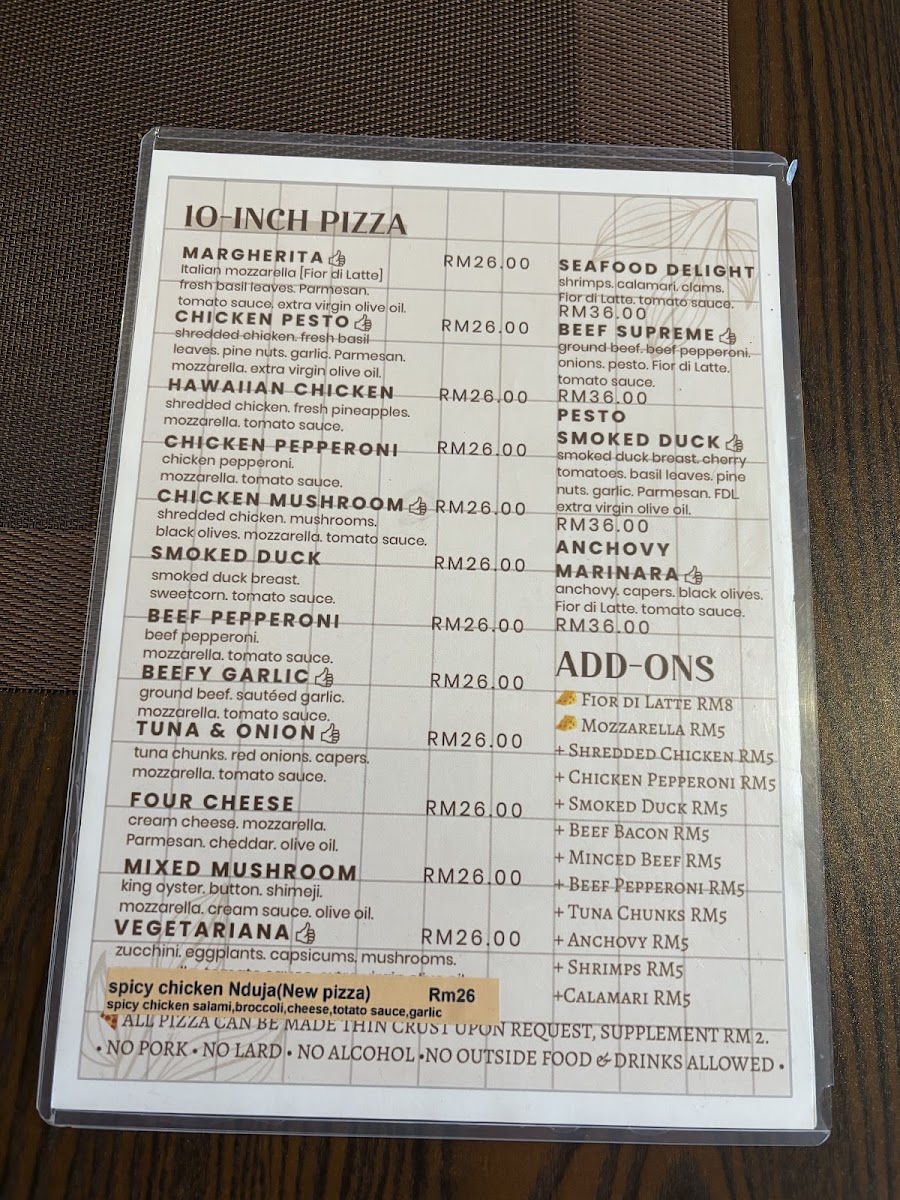 10-INCH PIZZA
MARGHERITA RM26.00
Italian mozzarella [Fior di Latte]
fresh basil leaves. Parmesan.
tomato sauce. extra virgin olive oil.
CHICKEN PESTO RM26.00
shredded chicken. fresh basil
leaves. pine nuts. garlic. Parmesan.
mozzarella. extra virgin olive oil.
HAWAIIAN CHICKEN RM26.00
shredded chicken. fresh pineapples.
mozzarella. tomato sauce.
CHICKEN PEPPERONI RM26.00
chicken pepperoni.
mozzarella. tomato sauce.
CHICKEN MUSHROOM RM26.00
shredded chicken. mushrooms.
black olives. mozzarella. tomato sauce.
SMOKED DUCK RM26.00
smoked duck breast.
sweetcorn. tomato sauce.
BEEF PEPPERONI RM26.00
beef pepperoni.
mozzarella. tomato sauce.
BEEFY GARLIC RM26.00
ground beef. sautéed garlic.
mozzarella. tomato sauce.
TUNA & ONION RM26.00
tuna chunks. red onions. capers.
mozzarella. tomato sauce.
FOUR CHEESE RM26.00
cream cheese. mozzarella.
Parmesan. cheddar. olive oil.
MIXED MUSHROOM RM26.00
king oyster. button. shimeji.
mozzarella. cream sauce. olive oil.
VEGETARIANA RM26.00
zucchini. eggplants. capsicums. mushrooms.
spicy chicken Nduja(New pizza) Rm26
spicy chicken salami,broccoli,cheese,totato sauce,garlic
SEAFOOD DELIGHT
shrimps. calamari. clams.
Fior di Latte. tomato sauce.
RM36.00
BEEF SUPREME
ground beef. beef pepperoni.
onions. pesto. Fior di Latte.
tomato sauce.
RM36.00
PESTO
SMOKED DUCK
smoked duck breast. cherry
tomatoes. basil leaves. pine
nuts. garlic. Parmesan. FDL
extra virgin olive oil.
RM36.00
ANCHOVY
MARINARA
anchovy. capers. black olives.
Fior di Latte. tomato sauce.
RM36.00
ADD-ONS
FIOR DI LATTE RM8
MOZZARELLA RM5
+ SHREDDED CHICKEN RM5
+ CHICKEN PEPPERONI RM5
+ SMOKED DUCK RM5
+ BEEF BACON RM5
+ MINCED BEEF RM5
+ BEEF PEPPERONI RM5
+ TUNA CHUNKS RM5
+ ANCHOVY RM5
+ SHRIMPS RM5
+CALAMARI RM5
ALL PIZZA CAN BE MADE THIN CRUST UPON REQUEST, SUPPLEMENT RM 2.
• NO PORK • NO LARD • NO ALCOHOL •NO OUTSIDE FOOD & DRINKS ALLOWED •